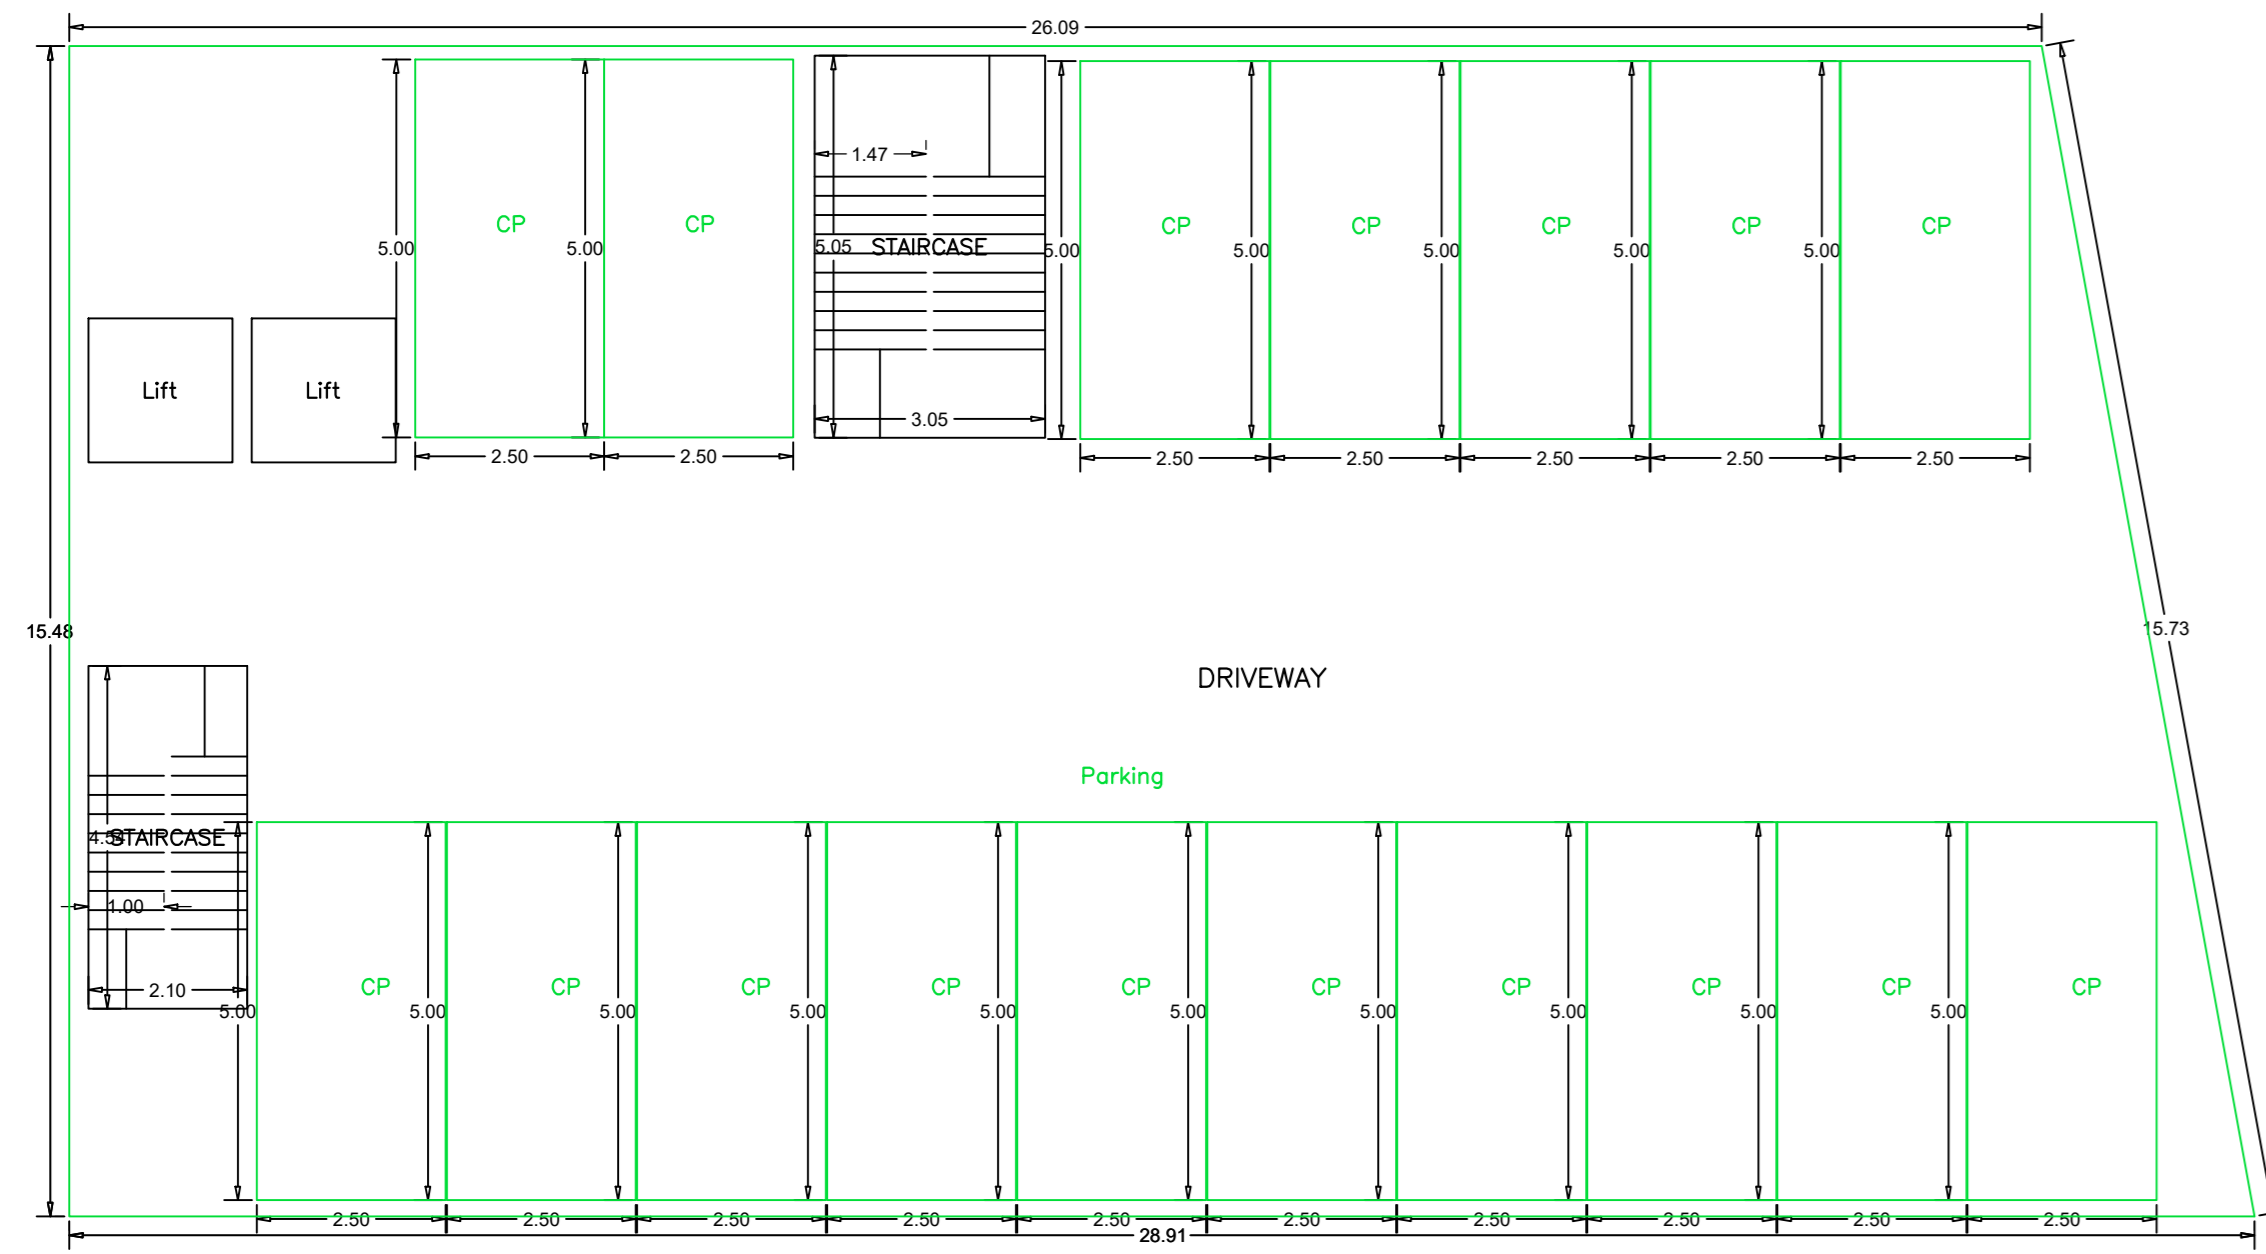 26.09
1.47
CP CP CP CP CP CP CP
5.00 5.00 5.05 STAIRCASE 5.00 5.00 5.00 5.00 5.00
Lift Lift
3.05
2.50 2.50 2.50 2.50 2.50 2.50 2.50
15.48 15.73
DRIVEWAY
Parking
STAIRCASE
1.00
CP CP CP CP CP CP CP CP CP CP
2.10
5.00 5.00 5.00 5.00 5.00 5.00 5.00 5.00 5.00 5.00
2.50 2.50 2.50 2.50 2.50 2.50 2.50 2.50 2.50 2.50
28.91